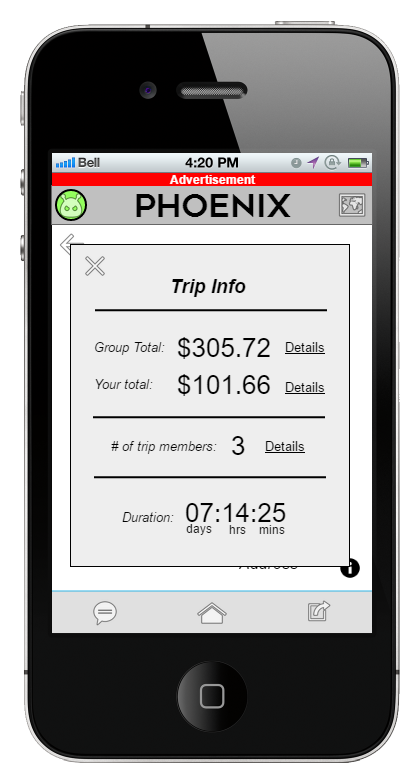 Bell 4:20 PM
Advertisement
PHOENIX
Trip Info
Group Total: $305.72 Details
Your total: $101.66 Details
# of trip members: 3 Details
Duration: 07:14:25
days hrs mins
Address